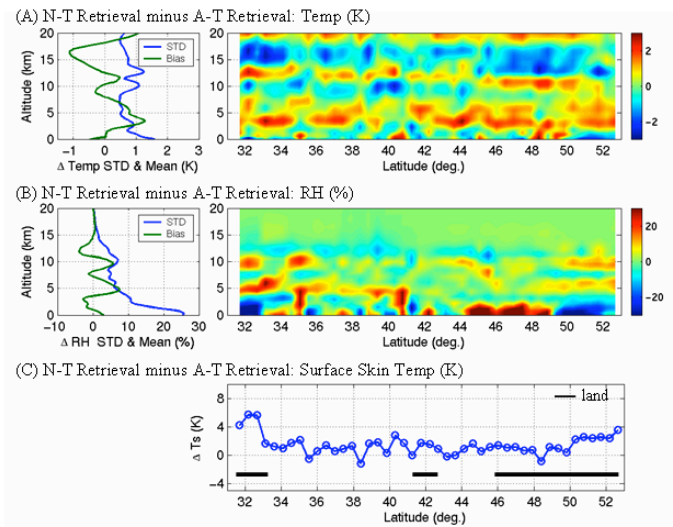 (A) N-T Retrieval minus A-T Retrieval: Temp (K)
20
15
10
5
0
Altitude (km)
STD
Bias
−1 0 1 2 3
Δ Temp STD & Mean (K)
20
15
10
5
0
Altitude (km)
32 34 36 38 40 42 44 46 48 50 52
Latitude (deg.)
2
0
−2
(B) N-T Retrieval minus A-T Retrieval: RH (%)
20
15
10
5
0
Altitude (km)
STD
Bias
−10 0 10 20 30
Δ RH STD & Mean (%)
20
15
10
5
0
Altitude (km)
32 34 36 38 40 42 44 46 48 50 52
Latitude (deg.)
20
0
−20
(C) N-T Retrieval minus A-T Retrieval: Surface Skin Temp (K)
8
4
0
−4
Δ Ts (K)
land
32 34 36 38 40 42 44 46 48 50 52
Latitude (deg.)